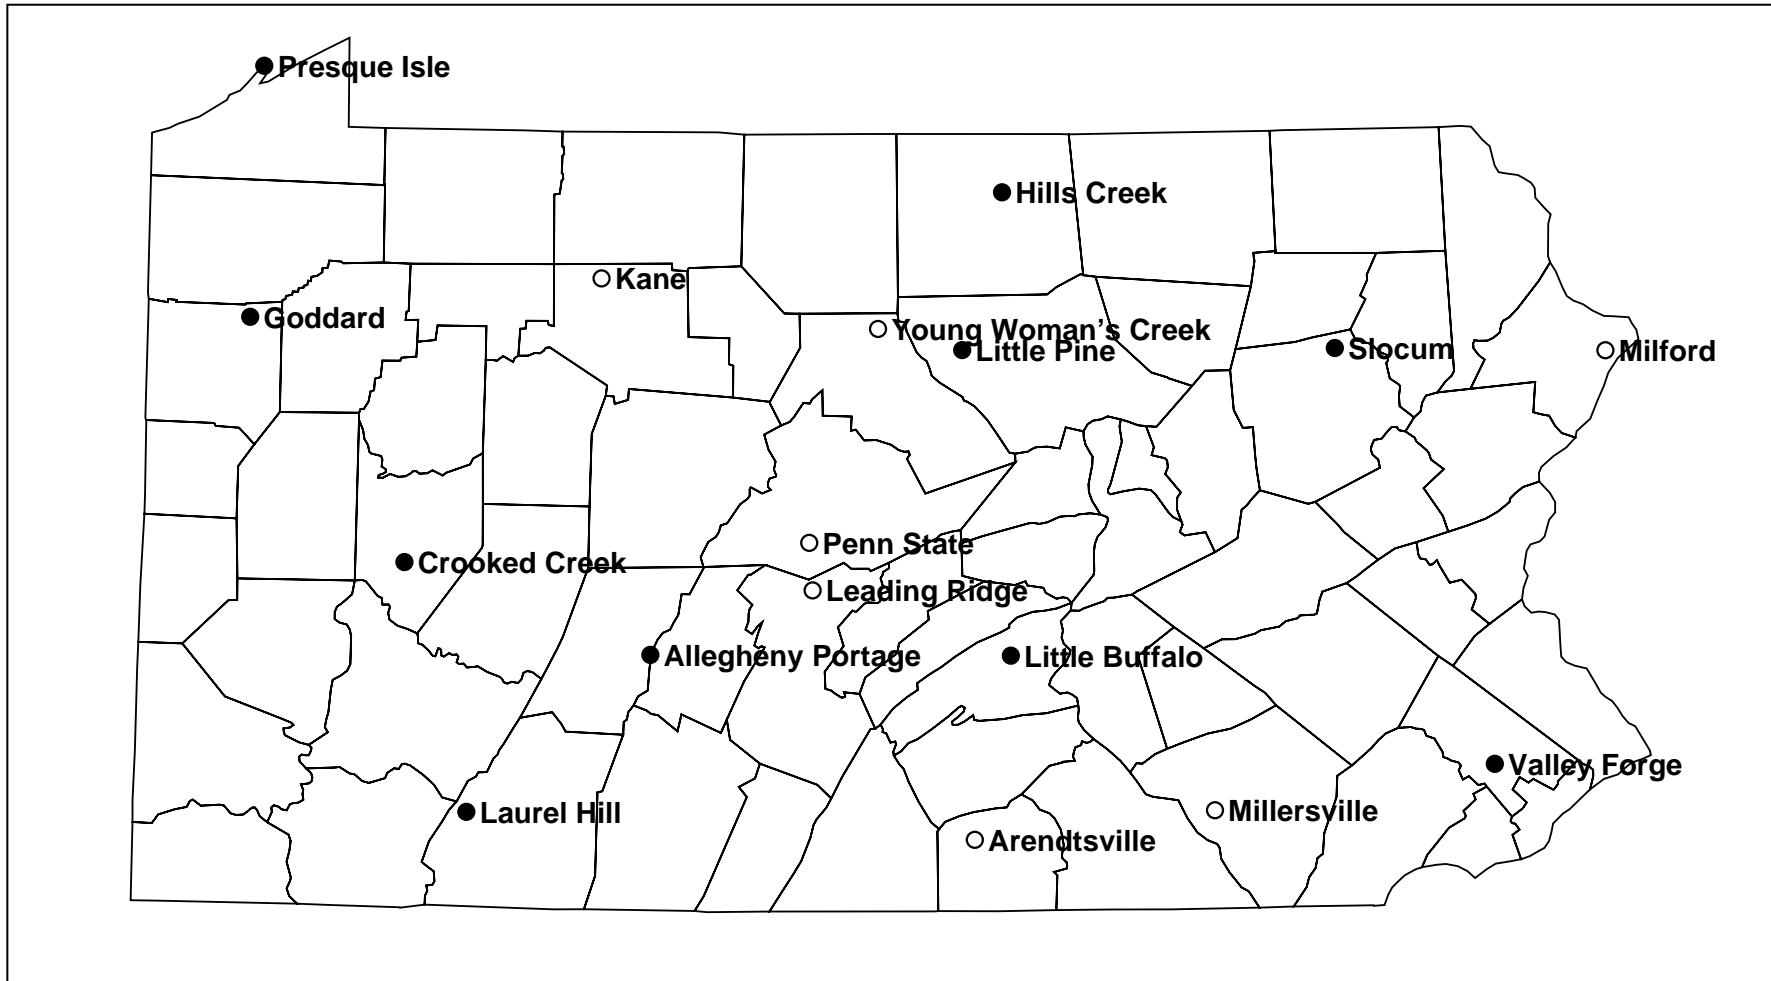 Presque Isle
Hills Creek
Kane
Goddard
Young Woman’s Creek
Little Pine
Slocum
Milford
Penn State
Crooked Creek
Leading Ridge
Allegheny Portage
Little Buffalo
Valley Forge
Laurel Hill
Millersville
Arendtsville